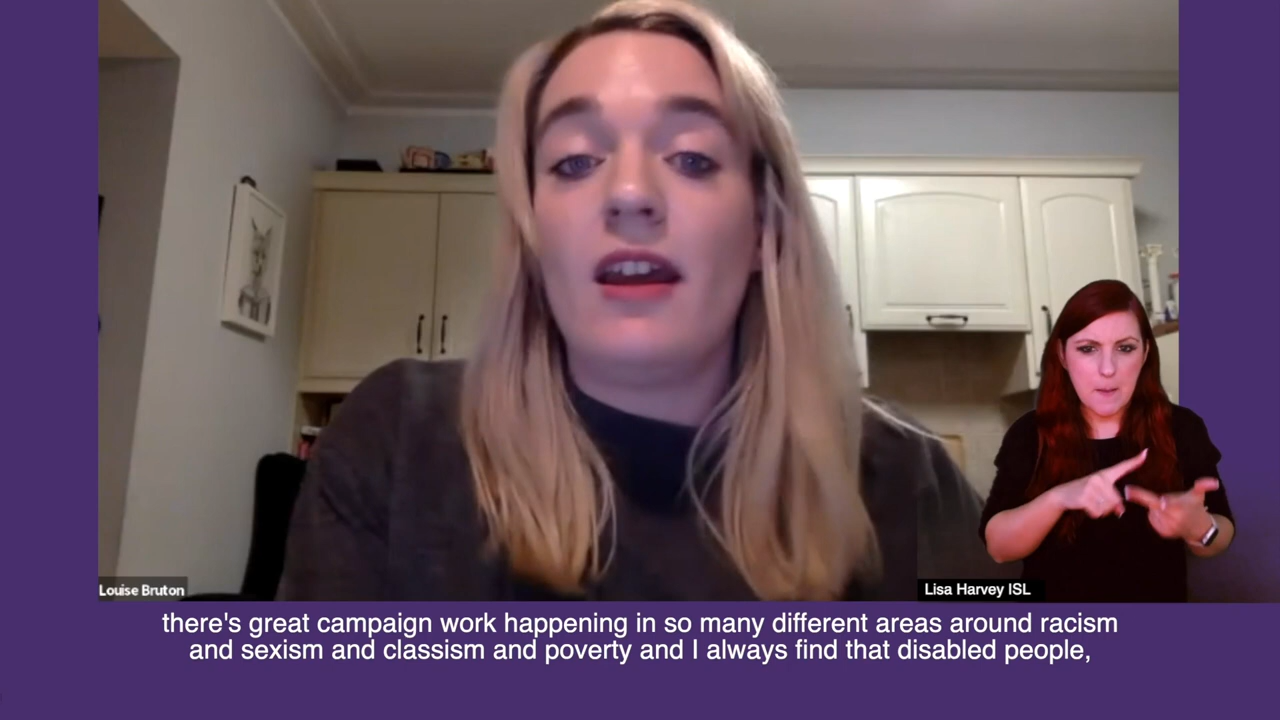 Louise Bruton
Lisa Harvey ISL
there's great campaign work happening in so many different areas around racism
and sexism and classism and poverty and I always find that disabled people,